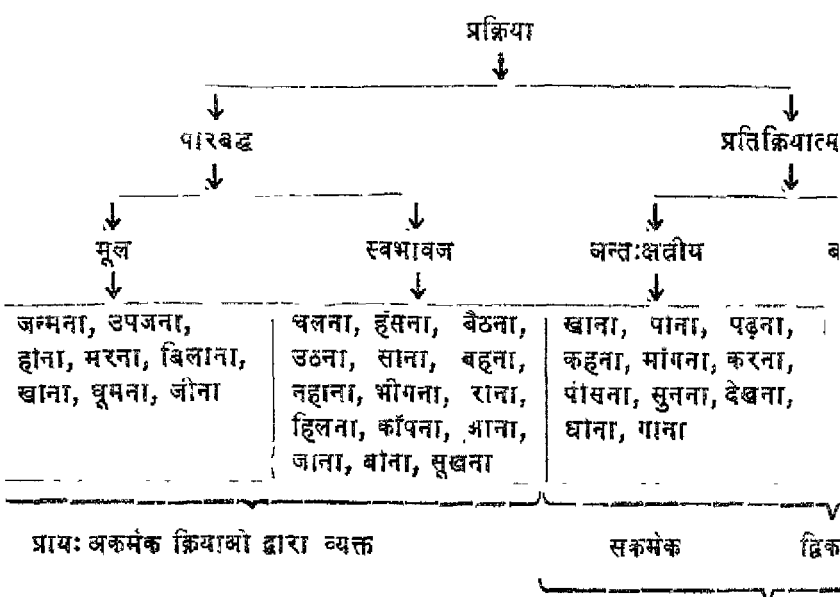 प्रक्रिया
पारबद्ध प्रतिक्रियात्म
मूल स्वभावज अन्तःक्षत्रीय
जन्मना, उपजना,
होना, मरना, बिलाना,
खाना, घूमना, जीना
चलना, हंसना, बैठना,
उठना, सोना, बहना,
नहाना, भीगना, राना,
हिलना, काँपना, आना,
जाना, बोना, सूखना
खाना, पीना, पढ़ना,
कहना, मांगना, करना,
पीसना, सुनना, देखना,
धोना, गाना
प्रायः अकर्मक क्रियाओ द्वारा व्यक्त सकर्मक द्विक